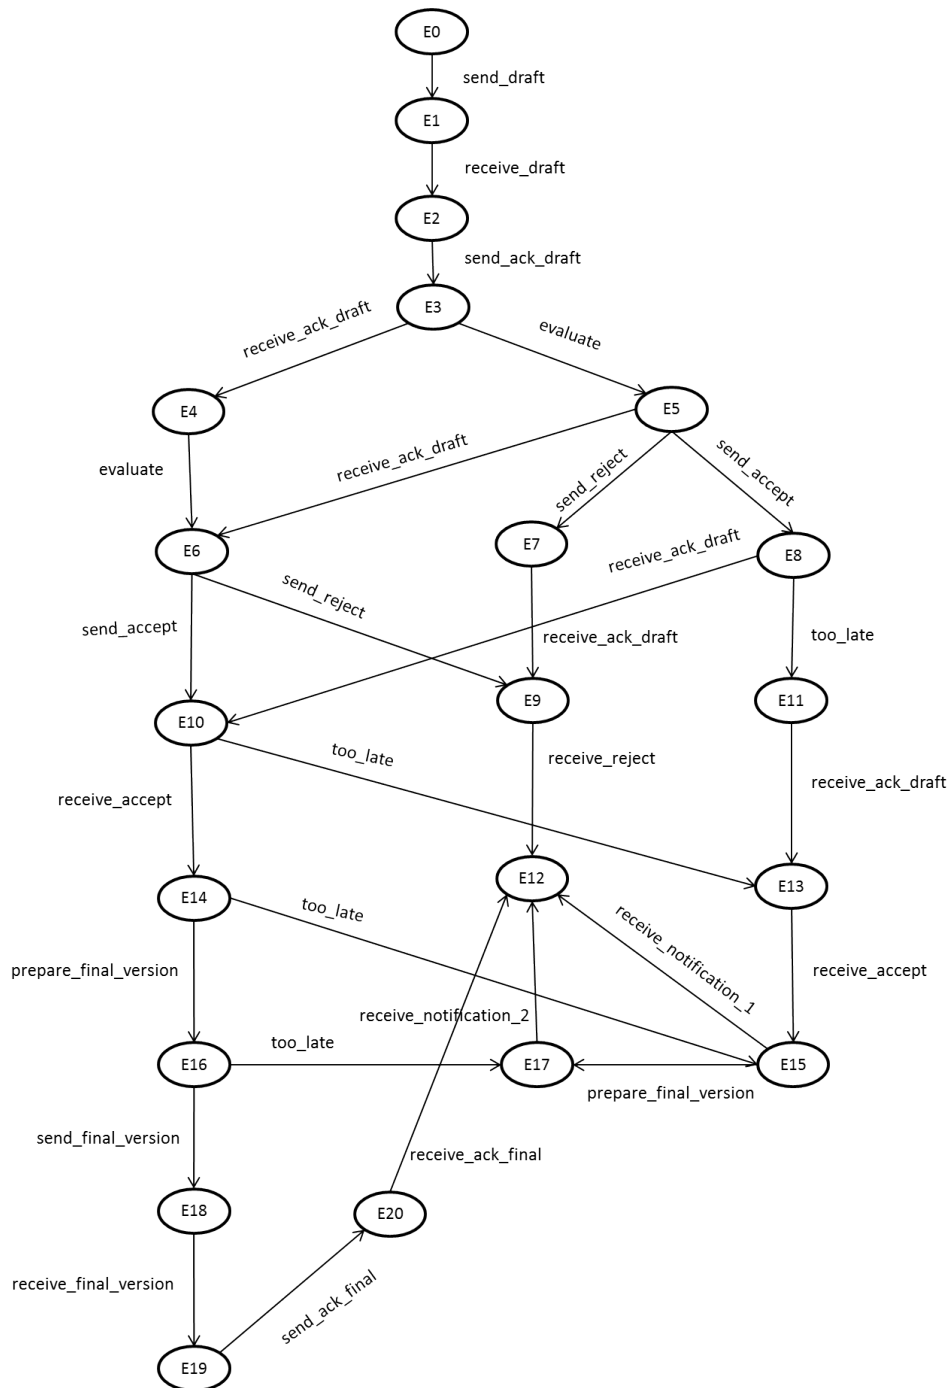 E0
send_draft
E1
receive_draft
E2
send_ack_draft
E3
receive_ack_draft
evaluate
E4
E5
evaluate
receive_ack_draft
send_reject
send_accept
E6
E7
receive_ack_draft
E8
send_reject
send_accept
receive_ack_draft
too_late
E9
E11
E10
too_late
receive_reject
receive_accept
receive_ack_draft
E12
E13
E14
too_late
receive_notification_1
prepare_final_version
receive_accept
receive_notification_2
too_late
E16
E17
E15
prepare_final_version
send_final_version
receive_ack_final
E18
E20
receive_final_version
send_ack_final
E19